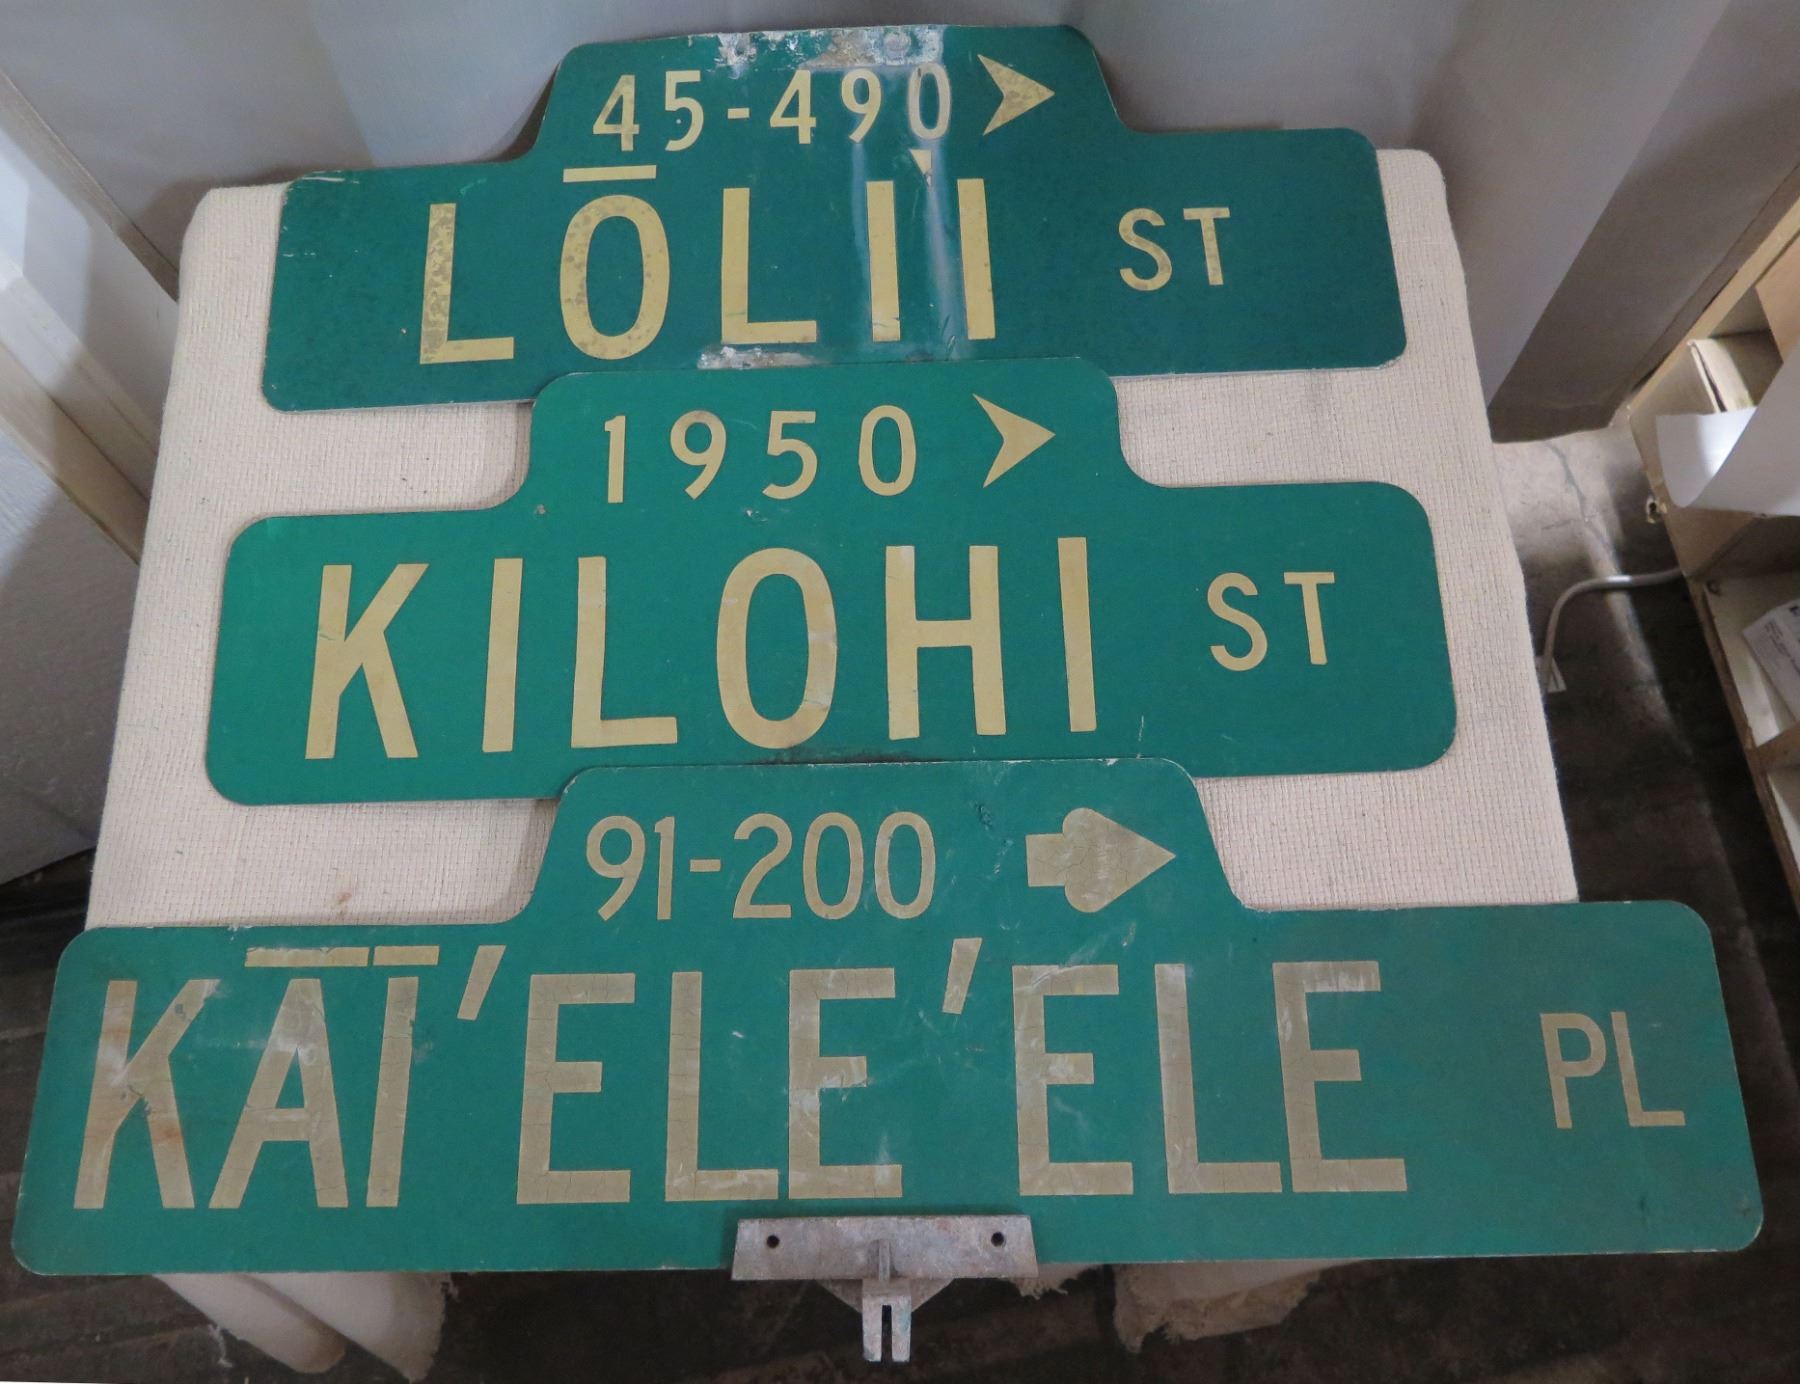 45-490
LŌLI'I ST
1950
KILOHI ST
91-200
KĀĪ'ELE'ELE PL